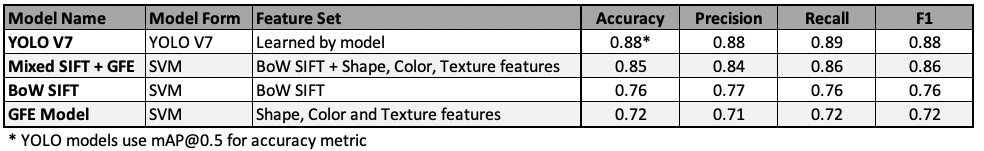 Model Name Model Form Feature Set Accuracy Precision Recall F1
YOLO V7 YOLO V7 Learned by model 0.88* 0.88 0.89 0.88
Mixed SIFT + GFE SVM BoW SIFT + Shape, Color, Texture features 0.85 0.84 0.86 0.86
BoW SIFT SVM BoW SIFT 0.76 0.77 0.76 0.76
GFE Model SVM Shape, Color and Texture features 0.72 0.71 0.72 0.72
* YOLO models use mAP@0.5 for accuracy metric